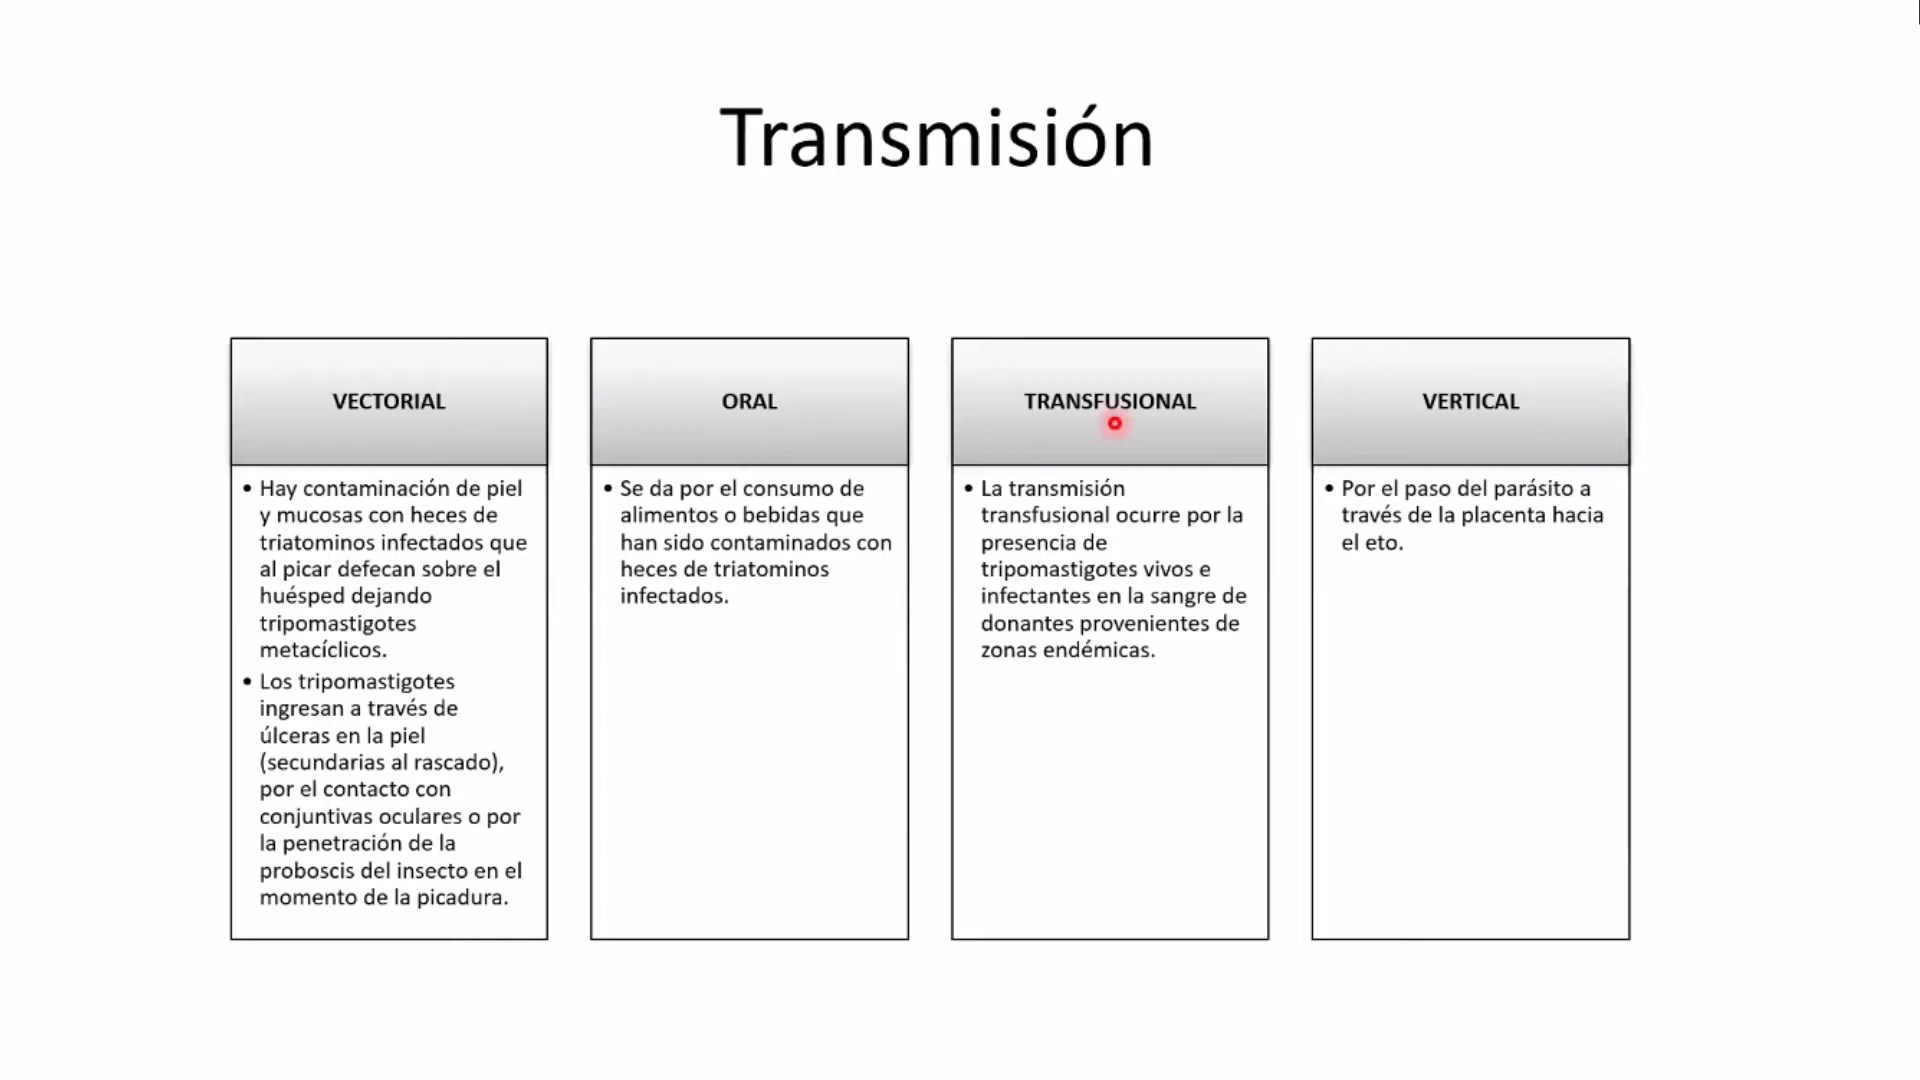 Transmisión
VECTORIAL
• Hay contaminación de piel
y mucosas con heces de
triatominos infectados que
al picar defecan sobre el
huésped dejando
tripomastigotes
metacíclicos.
• Los tripomastigotes
ingresan a través de
úlceras en la piel
(secundarias al rascado),
por el contacto con
conjuntivas oculares o por
la penetración de la
proboscis del insecto en el
momento de la picadura.
ORAL
• Se da por el consumo de
alimentos o bebidas que
han sido contaminados con
heces de triatominos
infectados.
TRANSFUSIONAL
• La transmisión
transfusional ocurre por la
presencia de
tripomastigotes vivos e
infectantes en la sangre de
donantes provenientes de
zonas endémicas.
VERTICAL
• Por el paso del parásito a
través de la placenta hacia
el eto.